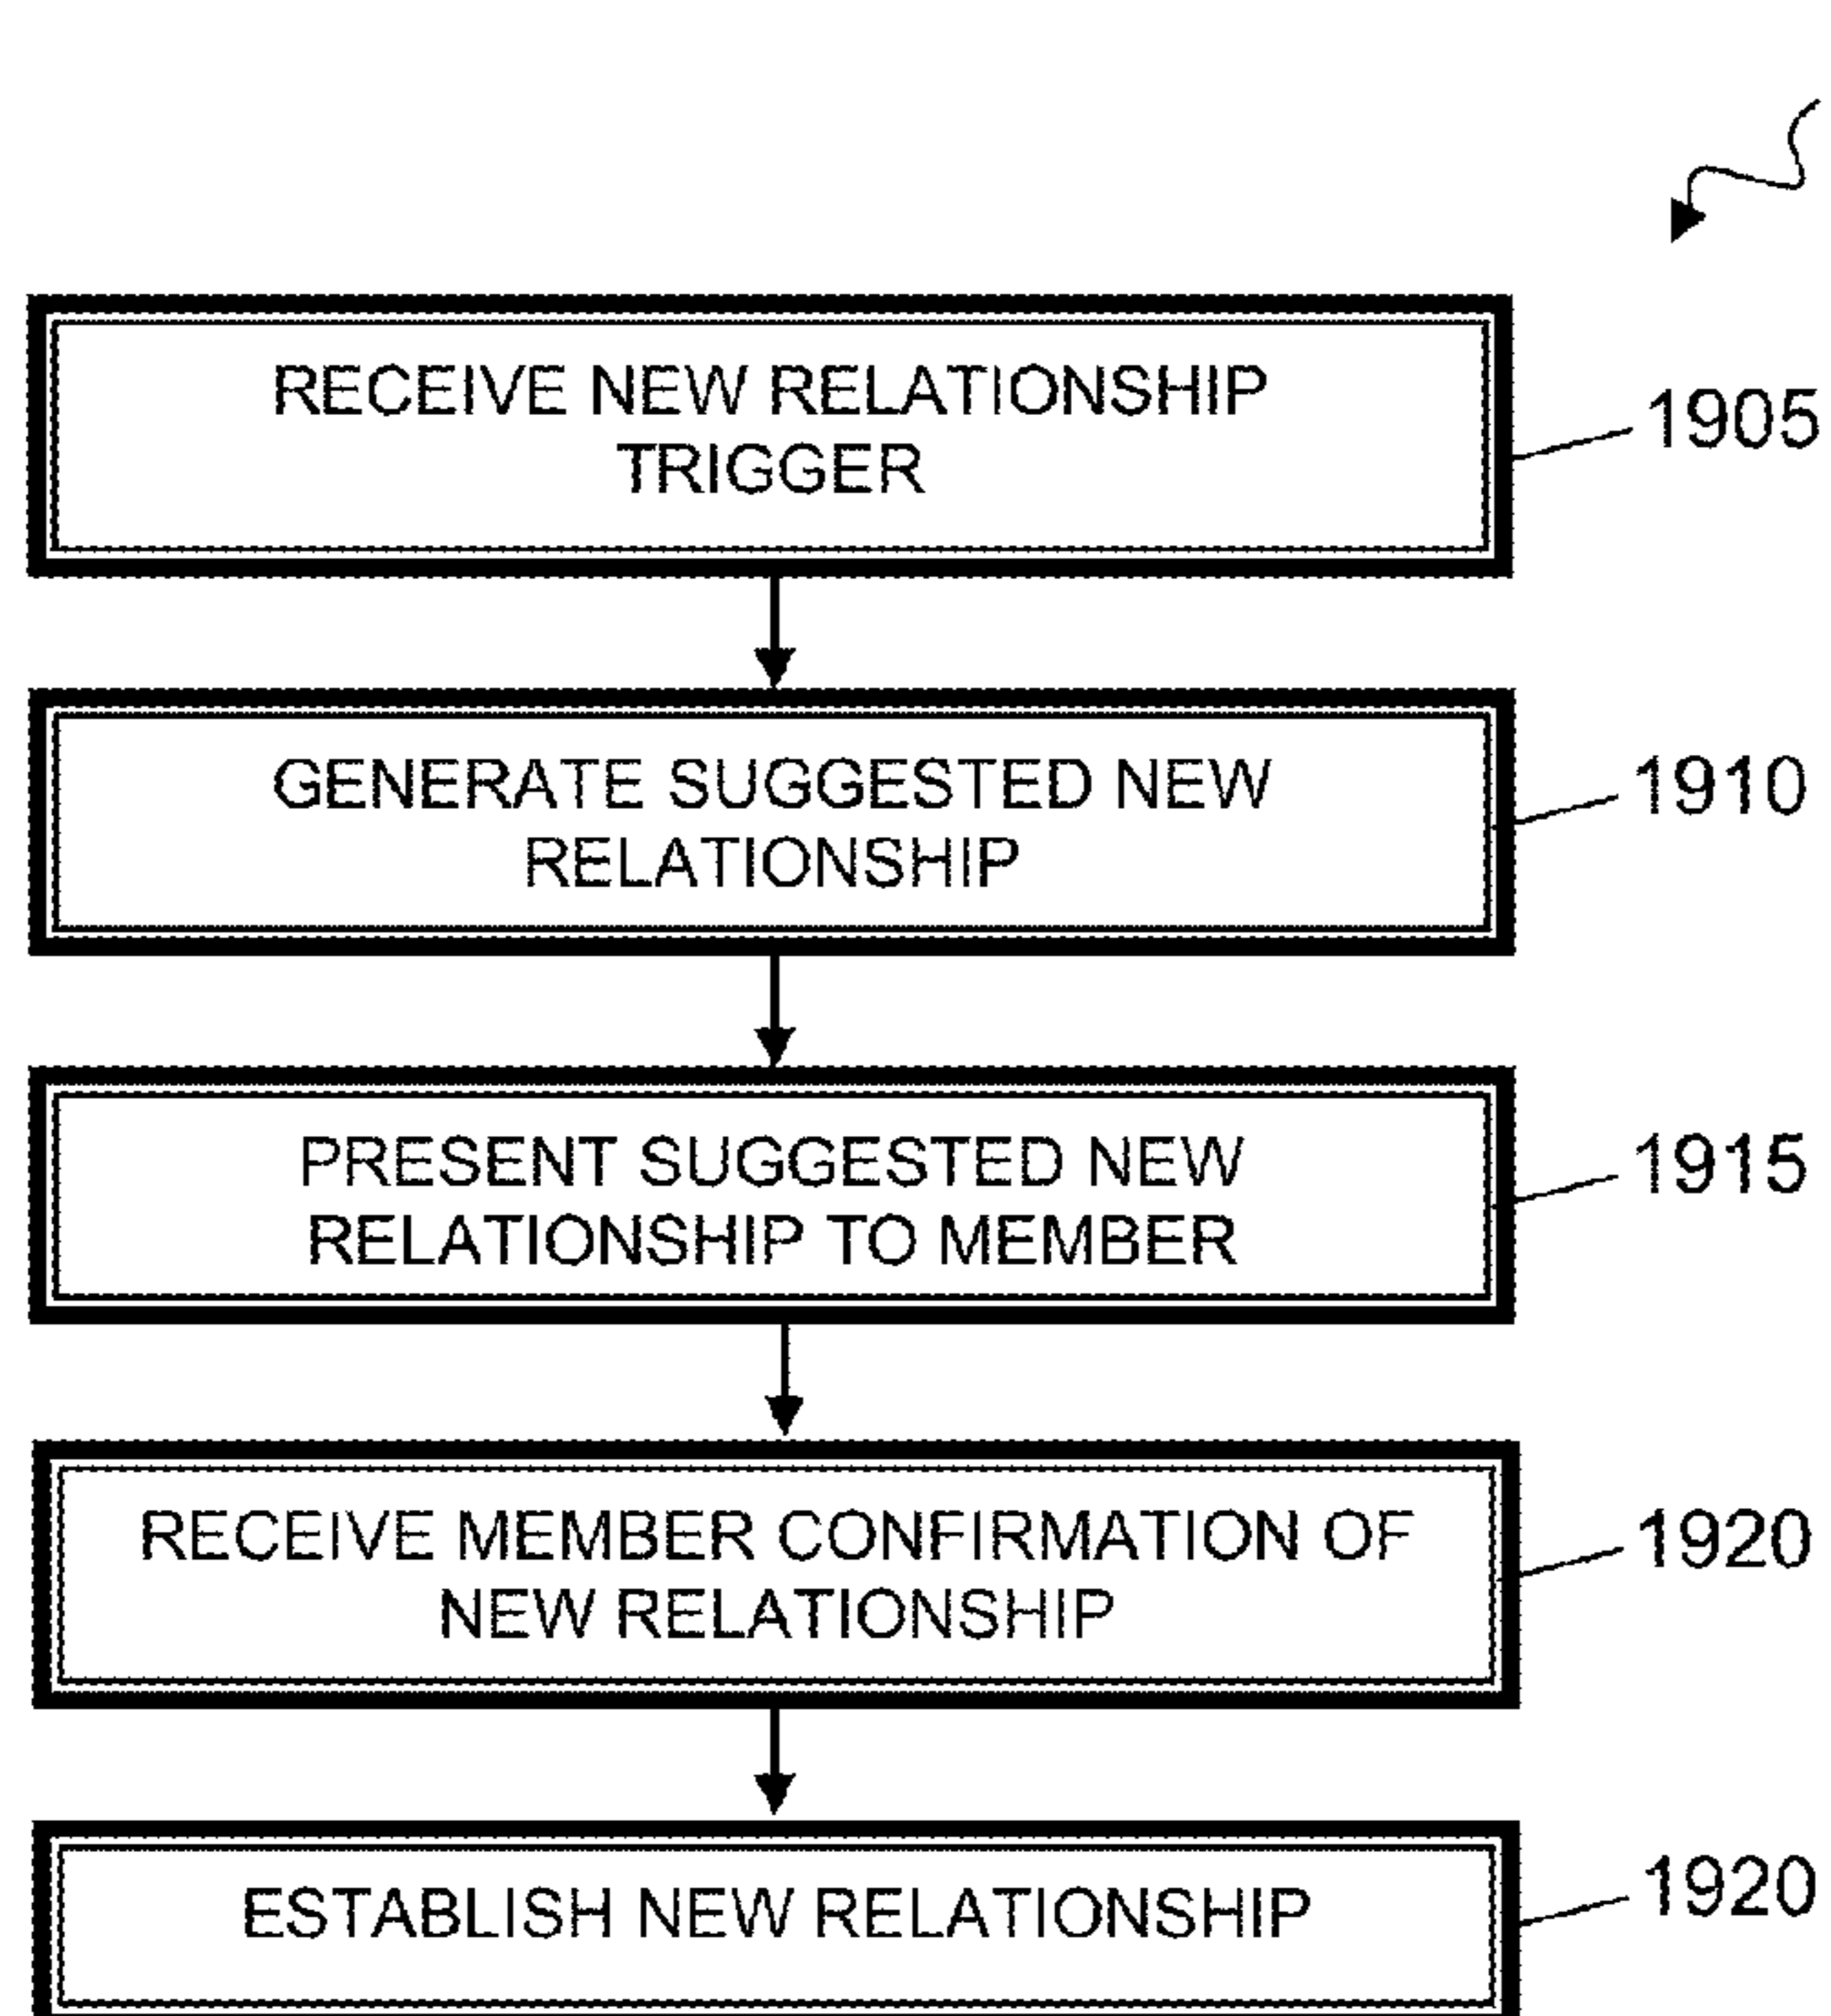 RECEIVE NEW RELATIONSHIP
TRIGGER
1905
GENERATE SUGGESTED NEW
RELATIONSHIP
1910
PRESENT SUGGESTED NEW
RELATIONSHIP TO MEMBER
1915
RECEIVE MEMBER CONFIRMATION OF
NEW RELATIONSHIP
1920
ESTABLISH NEW RELATIONSHIP
1920